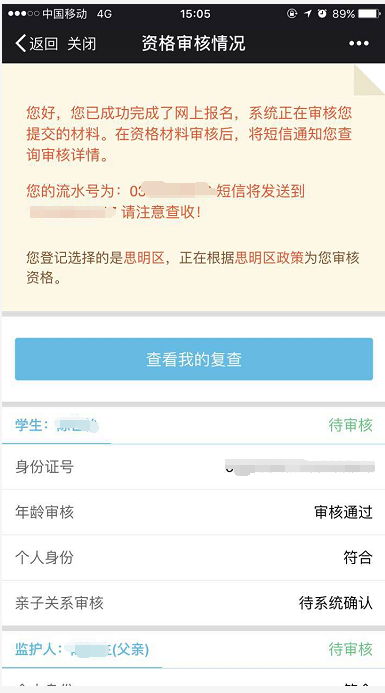 中国移动 4G 15:05 89%
返回 关闭 资格审核情况
您好，您已成功完成了网上报名，系统正在审核您
提交的材料。在资格材料审核后，将短信通知您查
询审核详情。
您的流水号为：03 短信将发送到
请注意查收！
您登记选择的是思明区，正在根据思明区政策为您审核
资格。
查看我的复查
学生： 待审核
身份证号
年龄审核 审核通过
个人身份 符合
亲子关系审核 待系统确认
监护人： (父亲) 待审核